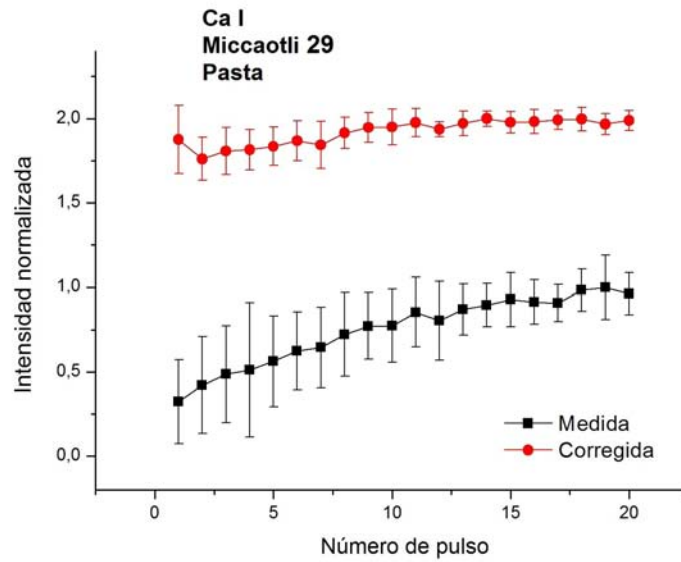 Ca I
Miccaotli 29
Pasta
2,0
1,5
1,0
0,5
0,0
Intensidad normalizada
Medida
Corregida
0
5
10
15
20
Número de pulso